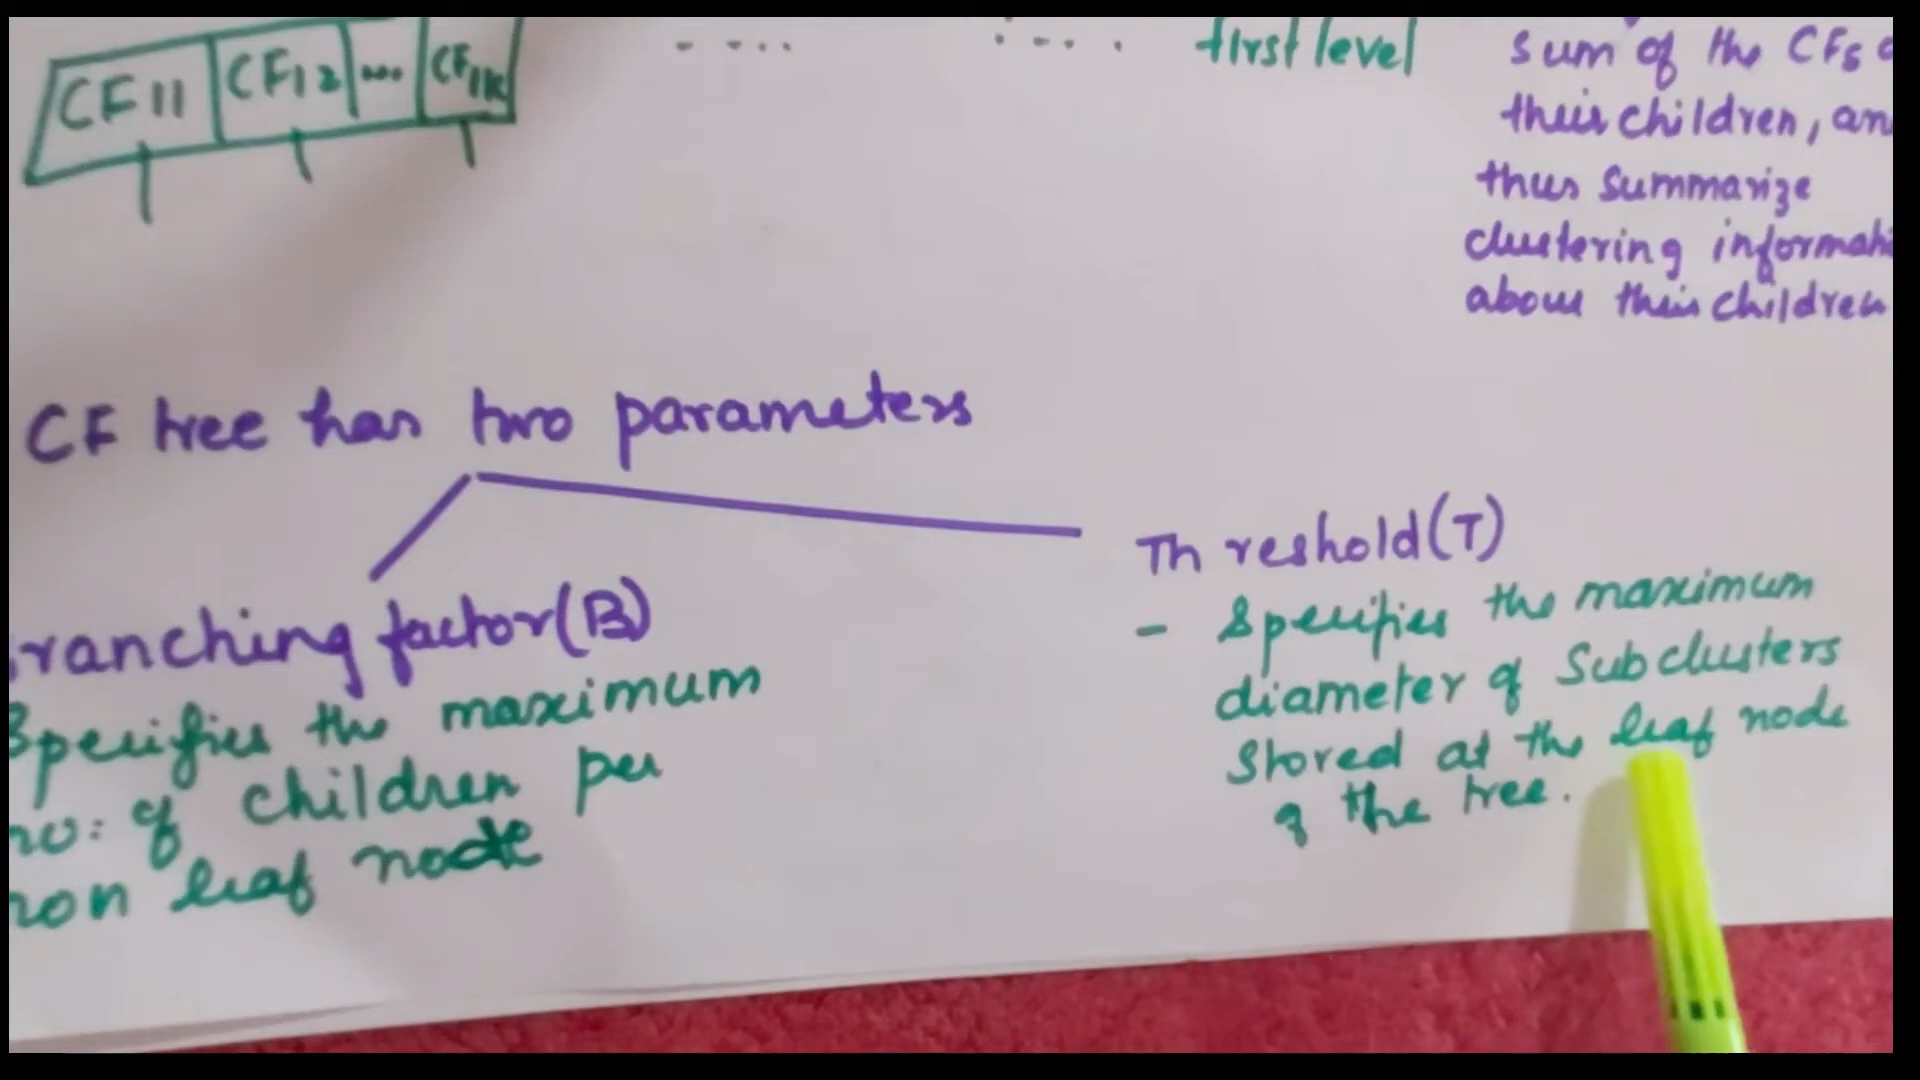 CF11 CF12 .... CF1K
---- ---- first level
sum of the CFs
their children, an
thus summarize
clustering informati
about their children
CF tree has two parameters
ranching factor(B)
Specifies the maximum
no: of children per
non leaf node
Threshold(T)
- Specifies the maximum
diameter of Subclusters
Stored at the leaf node
of the tree.